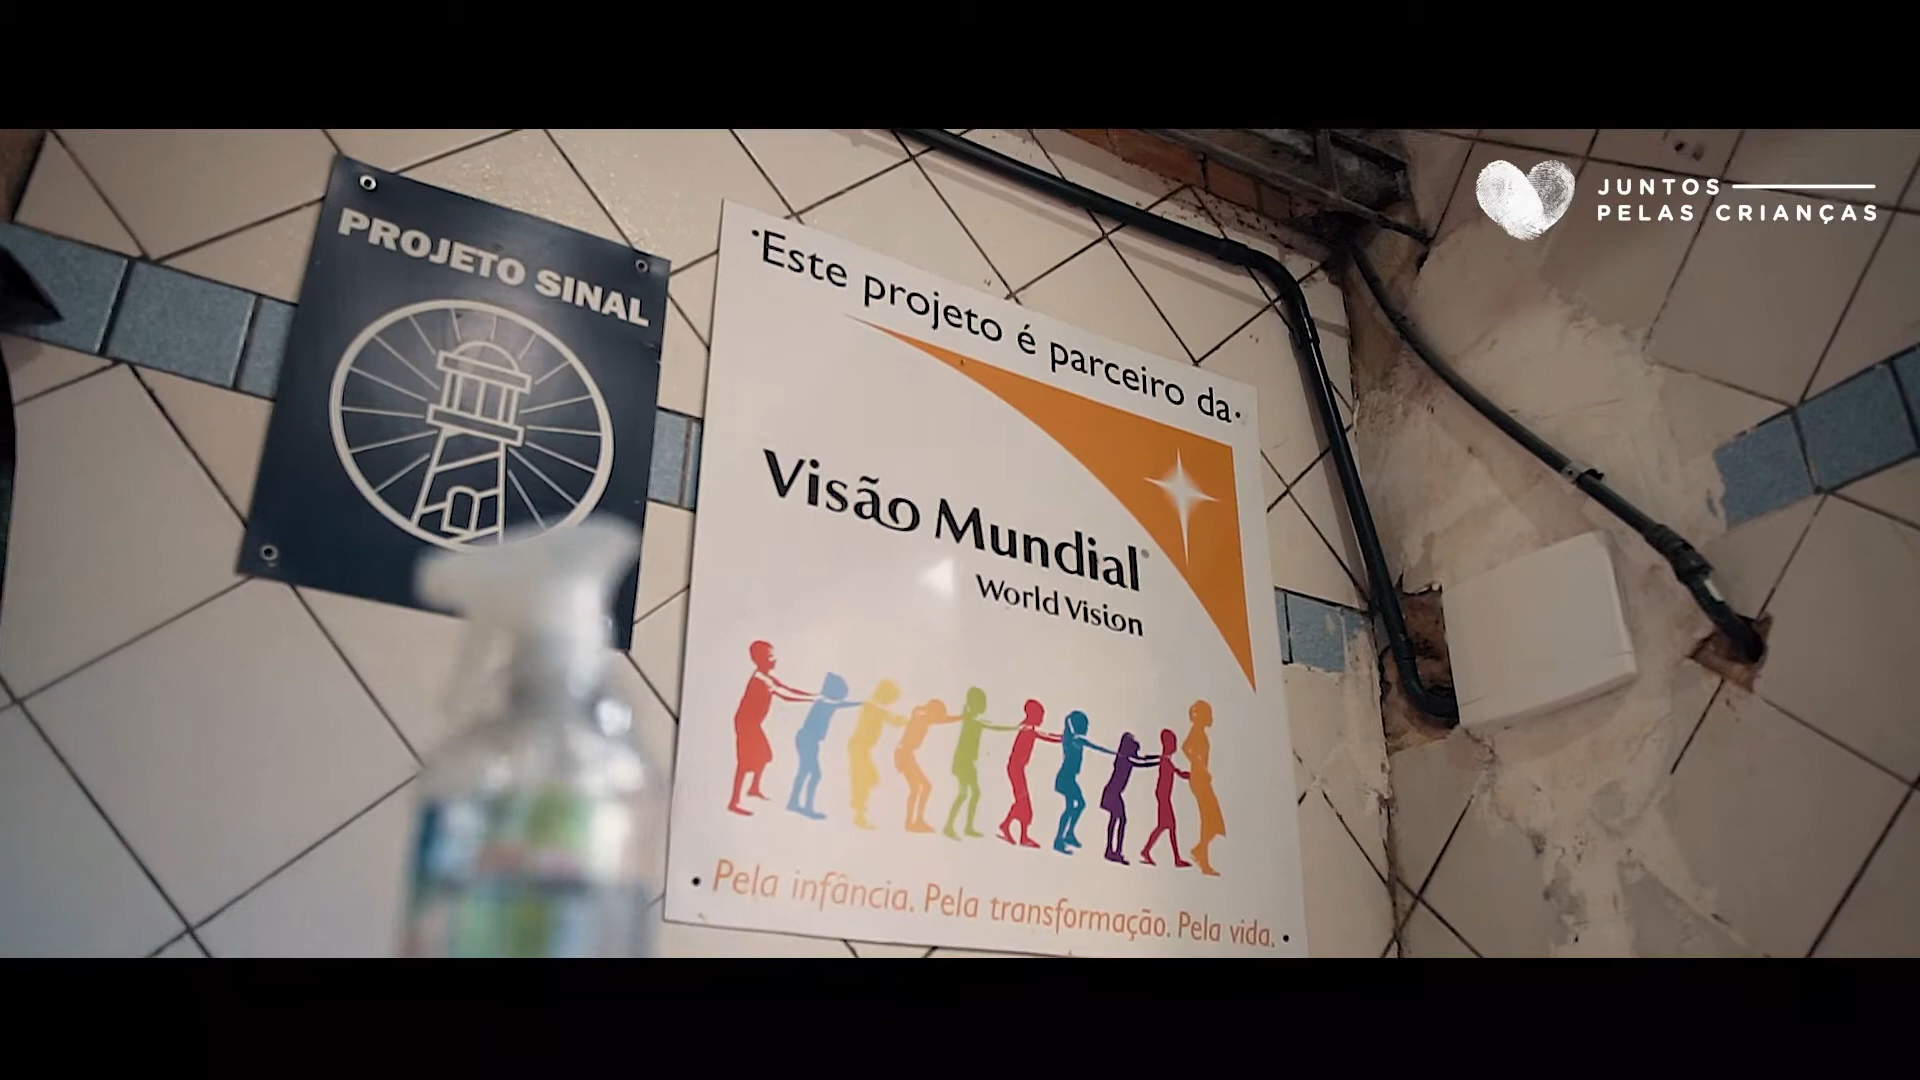 JUNTOS
PELAS CRIANÇAS
PROJETO SINAL
•Este projeto é parceiro da•
Visão Mundial
World Vision
• Pela infância. Pela transformação. Pela vida. •